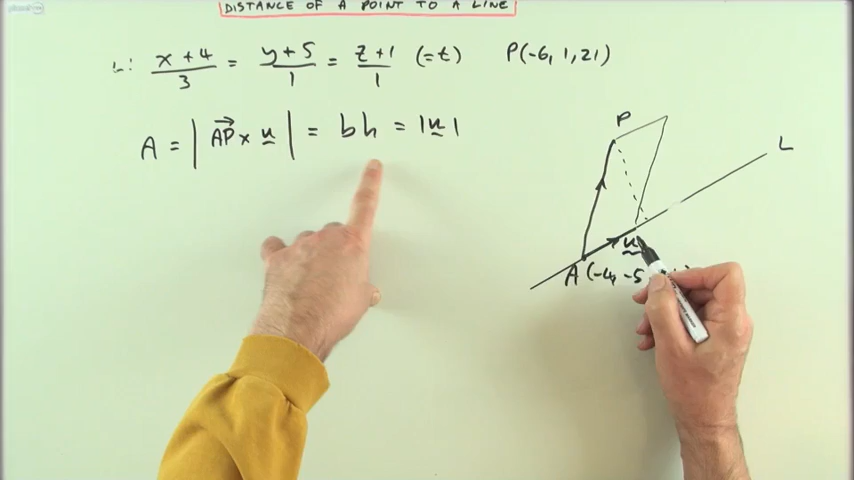 DISTANCE OF A POINT TO A LINE
L: x+4/3 = y+5/1 = z+1/1 (=t) P(-6, 1, 21)
A = | AP × u | = bh = |u|
P
L
u
A (-4, -5